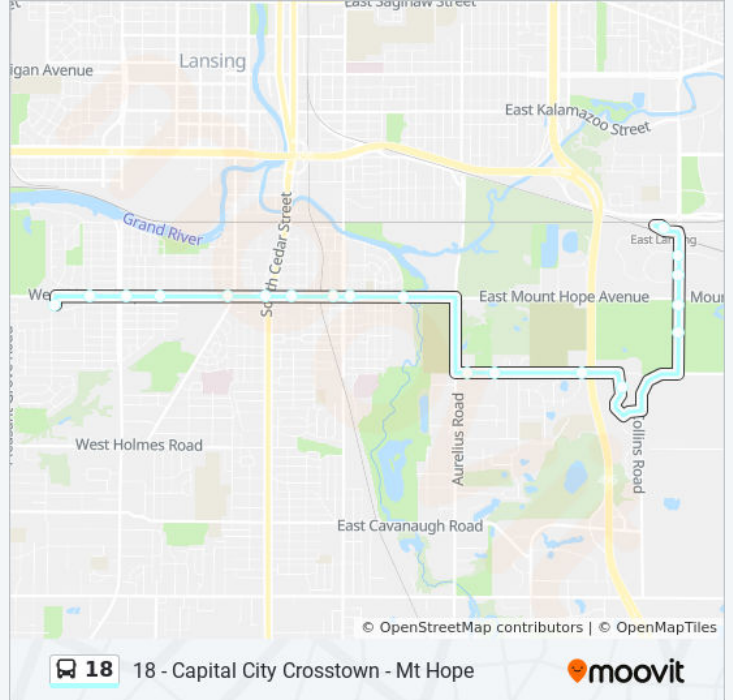 East Saginaw Street
Lansing
igan Avenue
East Kalamazoo Street
Grand River
South Cedar Street
East Lansing
We
East Mount Hope Avenue
Moun
Aurelius Road
ollins Road
West Holmes Road
East Cavanaugh Road
© OpenStreetMap contributors | © OpenMapTiles
18
18 - Capital City Crosstown - Mt Hope
moovit